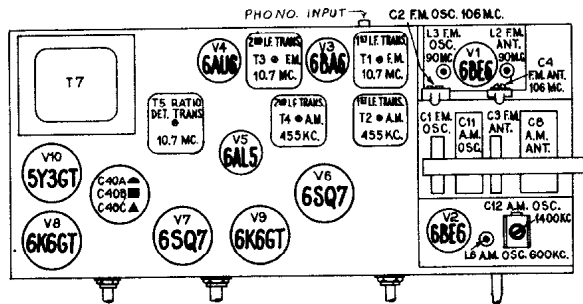 PHONO. INPUT
C2 F.M. OSC. 106 M.C.
L3 F.M.
OSC.
90MC.
L2 F.M.
ANT.
90M.C.
V1
6BE6
C4
F.M. ANT.
106 MC.
T7
V4
6AU6
2ND I.F. TRANS.
T3 F.M.
10.7 MC.
V3
6BA6
1ST I.F. TRANS.
T1 F.M.
10.7 MC.
T5 RATIO
DET. TRANS.
10.7 MC.
2ND I.F. TRANS.
T4 A.M.
455KC.
1ST I.F. TRANS.
T2 A.M.
455KC.
C1 F.M.
OSC.
C11
A.M.
OSC.
C3 F.M.
ANT.
C8
A.M.
ANT.
V5
6AL5
V10
5Y3GT
C40A
C40B
C40C
V6
6SQ7
V8
6K6GT
V7
6SQ7
V9
6K6GT
V2
6BE6
C12 A.M. OSC.
1400KC
L6 A.M. OSC. 600KC.